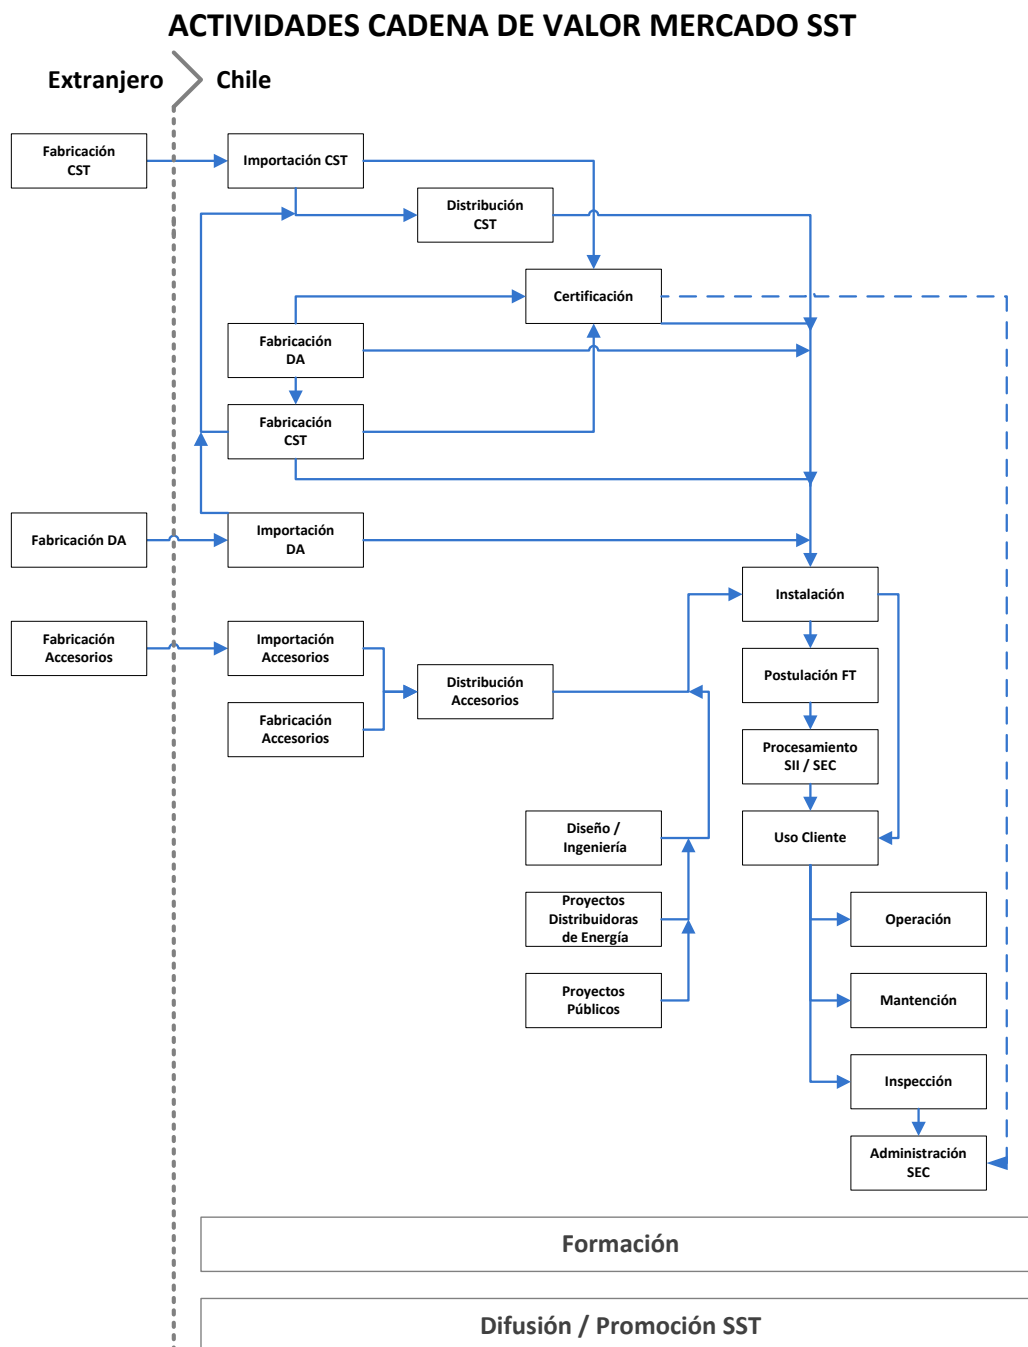 ACTIVIDADES CADENA DE VALOR MERCADO SST
Extranjero
Chile
Fabricación
CST
Importación CST
Distribución
CST
Certificación
Fabricación
DA
Fabricación
CST
Fabricación DA
Importación
DA
Instalación
Fabricación
Accesorios
Importación
Accesorios
Distribución
Accesorios
Postulación FT
Fabricación
Accesorios
Procesamiento
SII / SEC
Diseño /
Ingeniería
Uso Cliente
Proyectos
Distribuidoras
de Energía
Operación
Proyectos
Públicos
Mantención
Inspección
Administración
SEC
Formación
Difusión / Promoción SST